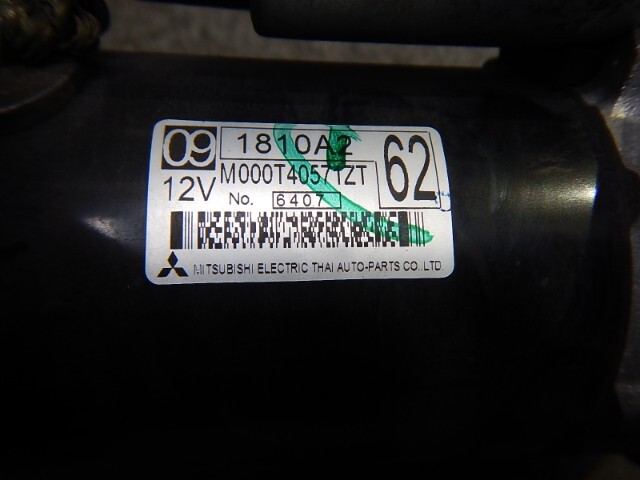 09 1810A2 62
12V M000T40571ZT
No. 6407
MITSUBISHI ELECTRIC THAI AUTO-PARTS CO. LTD.